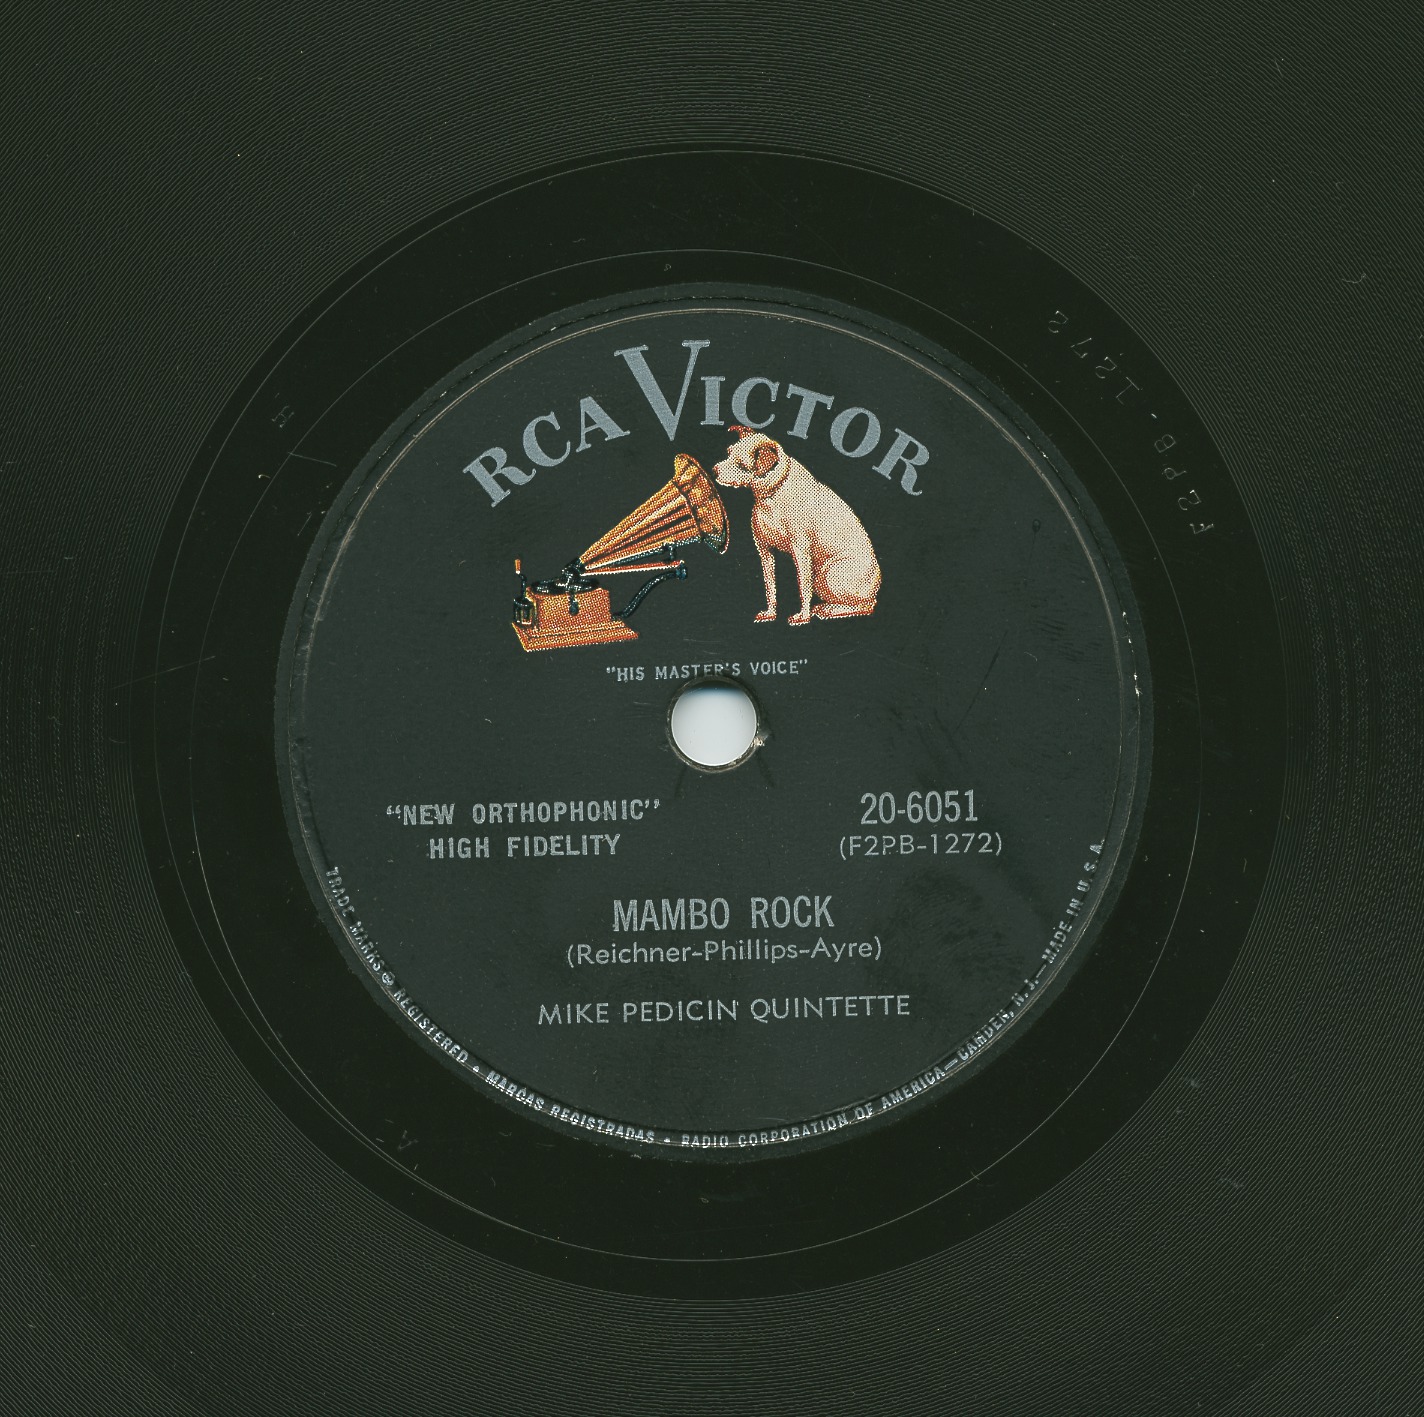 RCA VICTOR
"HIS MASTER'S VOICE"
"NEW ORTHOPHONIC"
HIGH FIDELITY
20-6051
(F2PB-1272)
MAMBO ROCK
(Reichner-Phillips-Ayre)
MIKE PEDICIN QUINTETTE
TRADE MARKS ® REGISTERED • MARCAS REGISTRADAS • RADIO CORPORATION OF AMERICA—CAMDEN, N. J.—MADE IN U. S. A.
F2PB-1272
A-
H